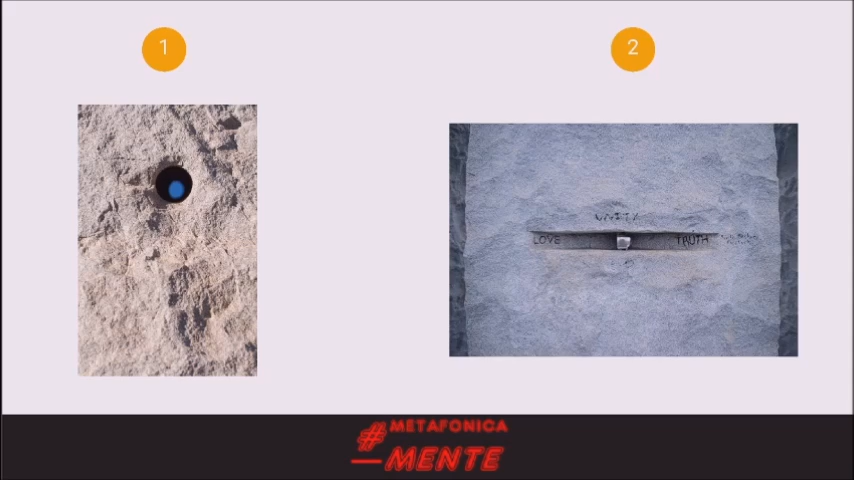 1
2
UNITY
LOVE
TRUTH
#METAFONICA
—MENTE